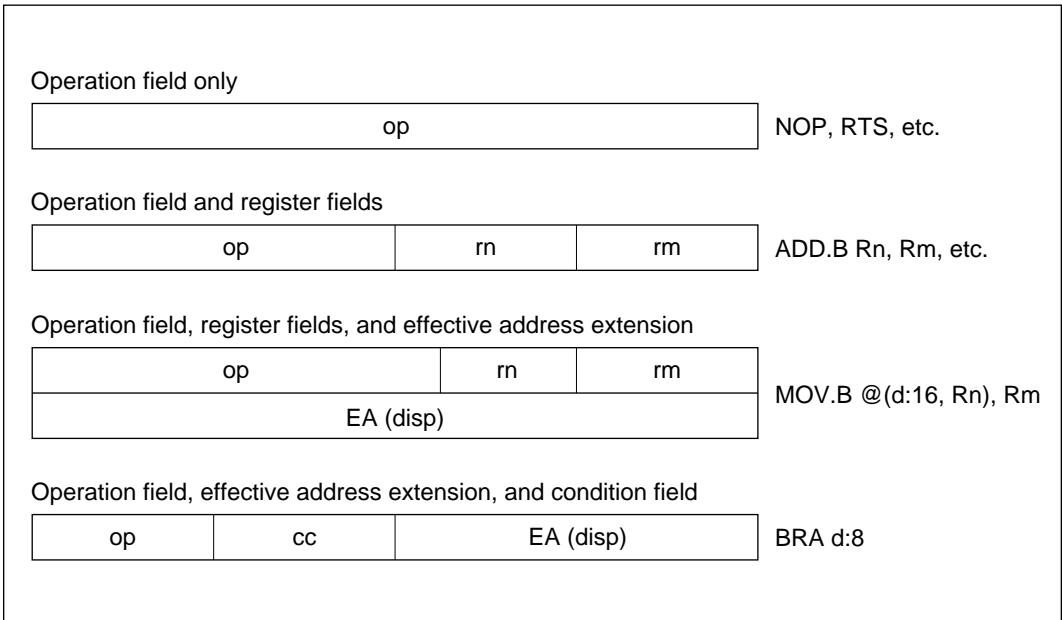 Operation field only
op
NOP, RTS, etc.
Operation field and register fields
op rn rm
ADD.B Rn, Rm, etc.
Operation field, register fields, and effective address extension
op rn rm
EA (disp)
MOV.B @(d:16, Rn), Rm
Operation field, effective address extension, and condition field
op cc EA (disp)
BRA d:8